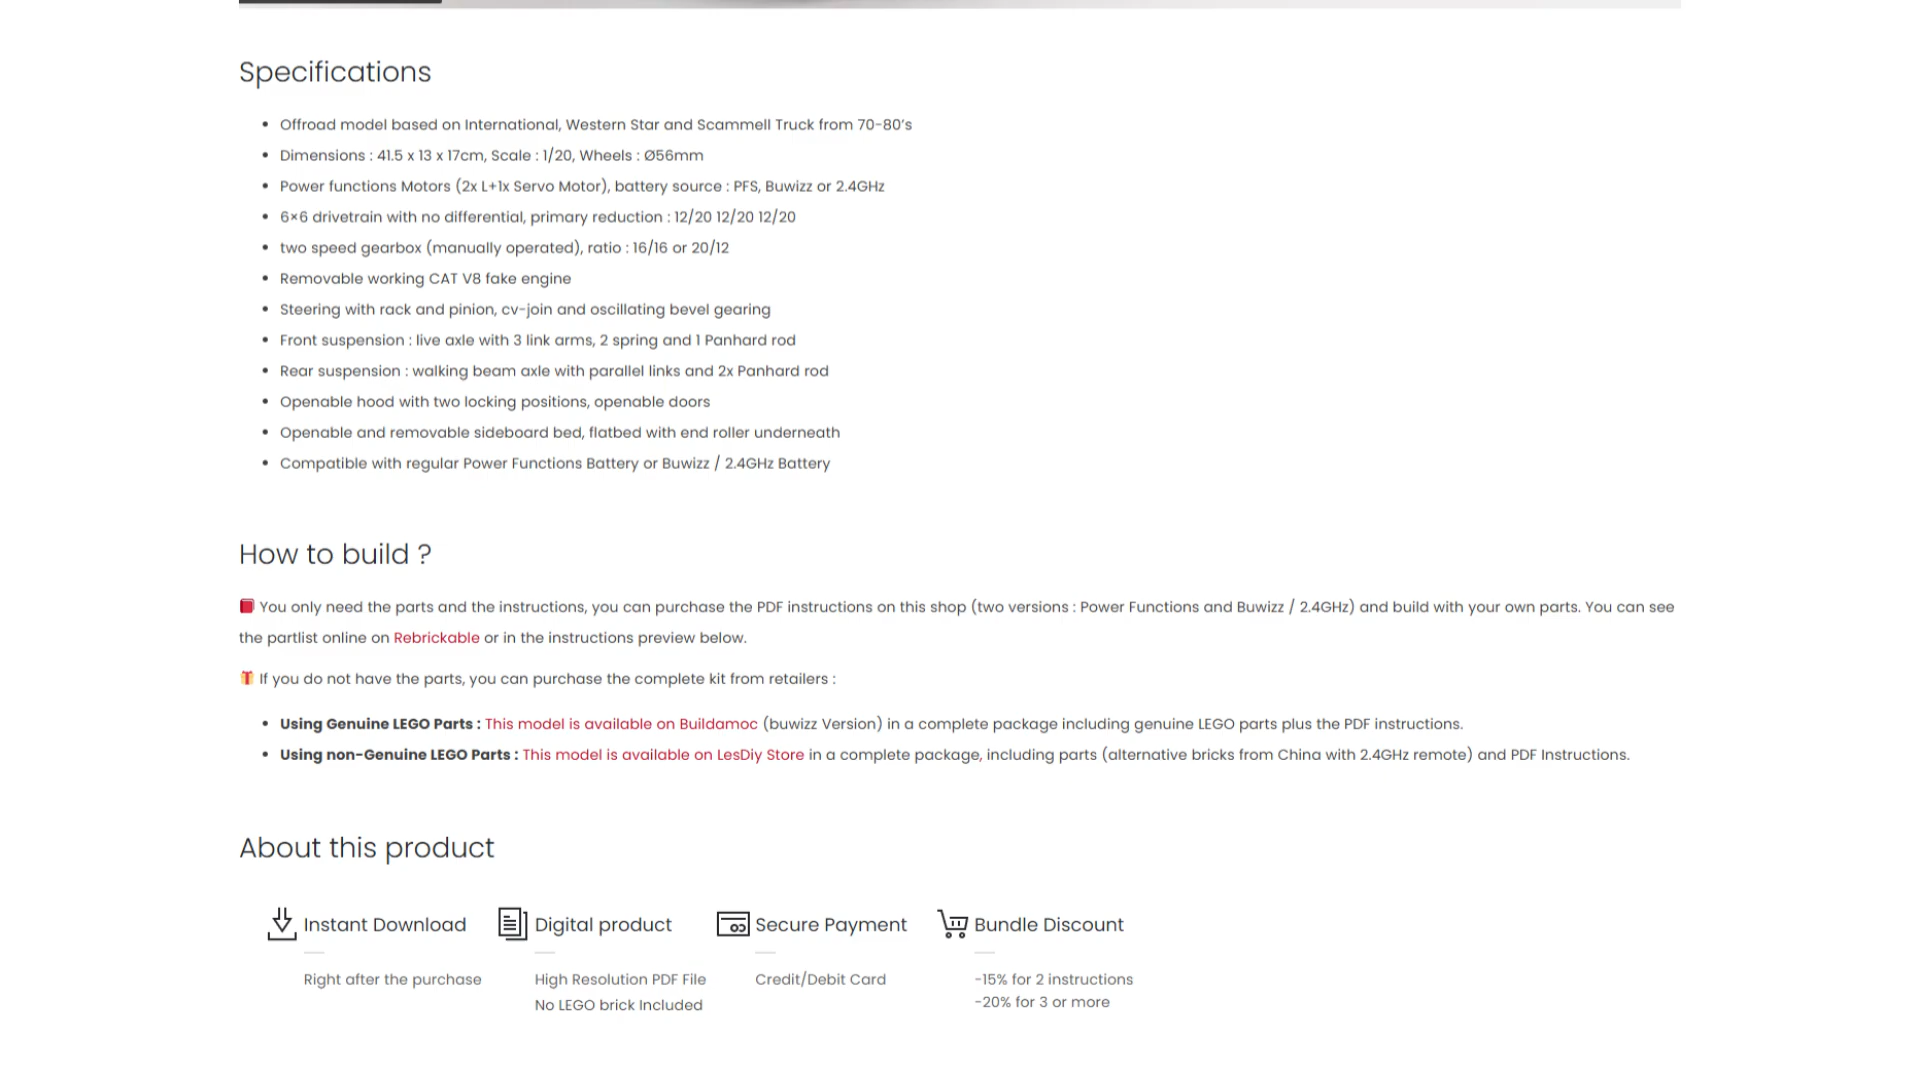 Specifications
• Offroad model based on International, Western Star and Scammell Truck from 70-80’s
• Dimensions : 41.5 x 13 x 17cm, Scale : 1/20, Wheels : Ø56mm
• Power functions Motors (2x L+1x Servo Motor), battery source : PFS, Buwizz or 2.4GHz
• 6×6 drivetrain with no differential, primary reduction : 12/20 12/20 12/20
• two speed gearbox (manually operated), ratio : 16/16 or 20/12
• Removable working CAT V8 fake engine
• Steering with rack and pinion, cv-join and oscillating bevel gearing
• Front suspension : live axle with 3 link arms, 2 spring and 1 Panhard rod
• Rear suspension : walking beam axle with parallel links and 2x Panhard rod
• Openable hood with two locking positions, openable doors
• Openable and removable sideboard bed, flatbed with end roller underneath
• Compatible with regular Power Functions Battery or Buwizz / 2.4GHz Battery
How to build ?
You only need the parts and the instructions, you can purchase the PDF instructions on this shop (two versions : Power Functions and Buwizz / 2.4GHz) and build with your own parts. You can see
the partlist online on Rebrickable or in the instructions preview below.
If you do not have the parts, you can purchase the complete kit from retailers :
• Using Genuine LEGO Parts : This model is available on Buildamoc (buwizz Version) in a complete package including genuine LEGO parts plus the PDF instructions.
• Using non-Genuine LEGO Parts : This model is available on LesDiy Store in a complete package, including parts (alternative bricks from China with 2.4GHz remote) and PDF Instructions.
About this product
Instant Download
Right after the purchase
Digital product
High Resolution PDF File
No LEGO brick Included
Secure Payment
Credit/Debit Card
Bundle Discount
-15% for 2 instructions
-20% for 3 or more